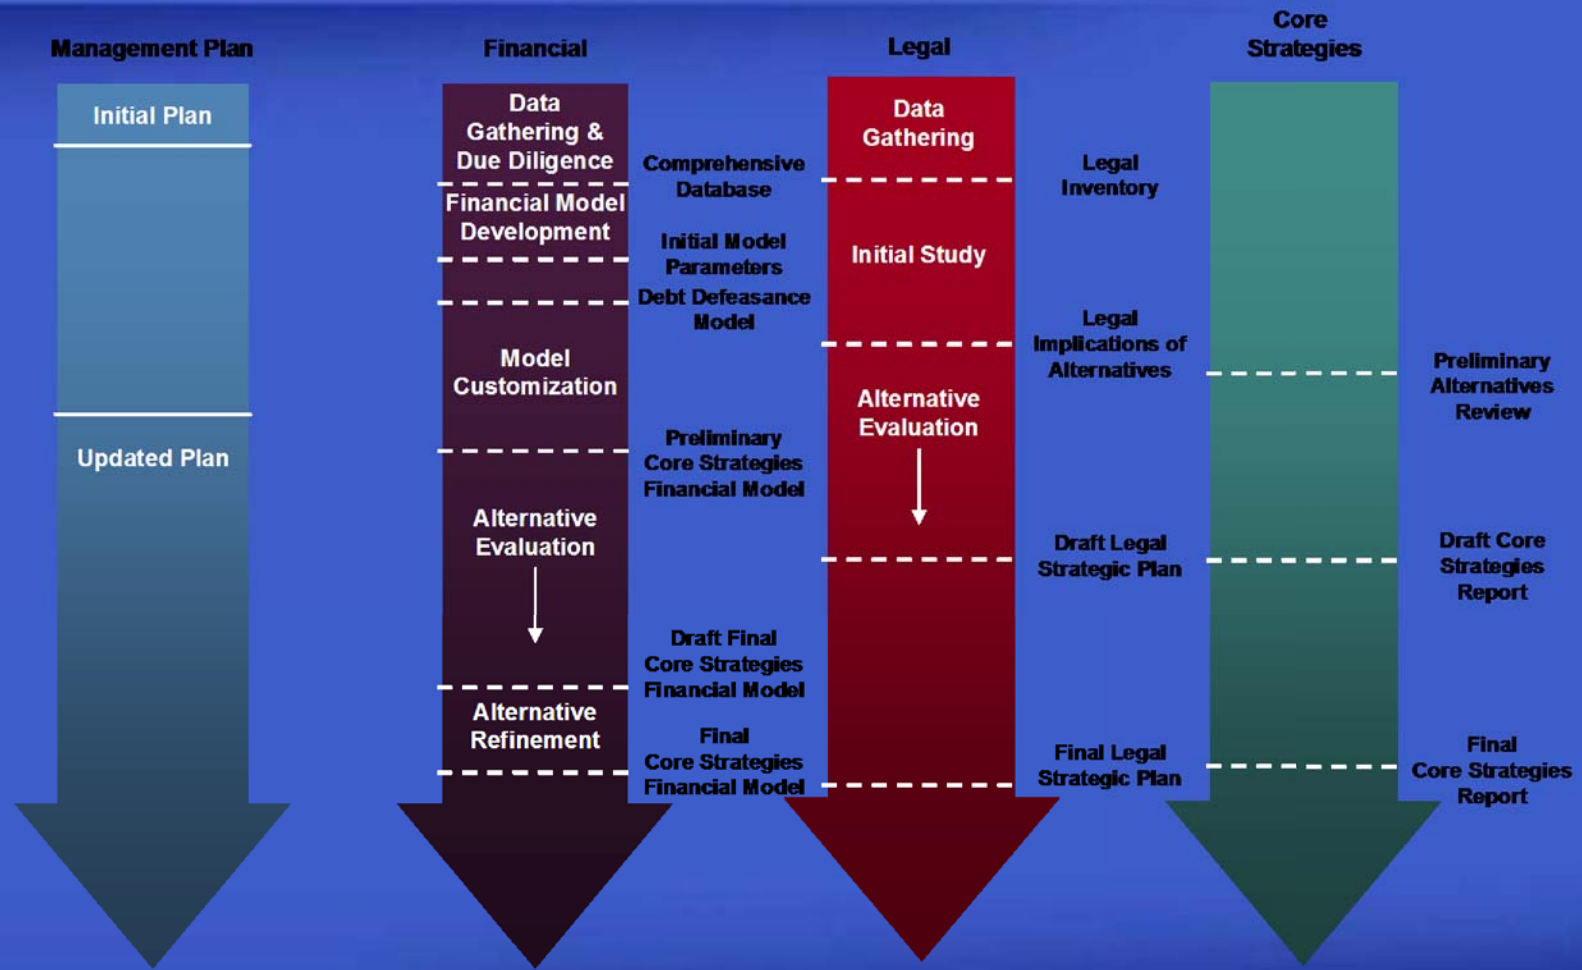 Management Plan
Initial Plan
Updated Plan
Financial
Data
Gathering &
Due Diligence
Financial Model
Development
Model
Customization
Alternative
Evaluation
Alternative
Refinement
Comprehensive
Database
Initial Model
Parameters
Debt Defeasance
Model
Preliminary
Core Strategies
Financial Model
Draft Final
Core Strategies
Financial Model
Final
Core Strategies
Financial Model
Legal
Data
Gathering
Initial Study
Alternative
Evaluation
Legal
Inventory
Legal
Implications of
Alternatives
Draft Legal
Strategic Plan
Final Legal
Strategic Plan
Core
Strategies
Preliminary
Alternatives
Review
Draft Core
Strategies
Report
Final
Core Strategies
Report